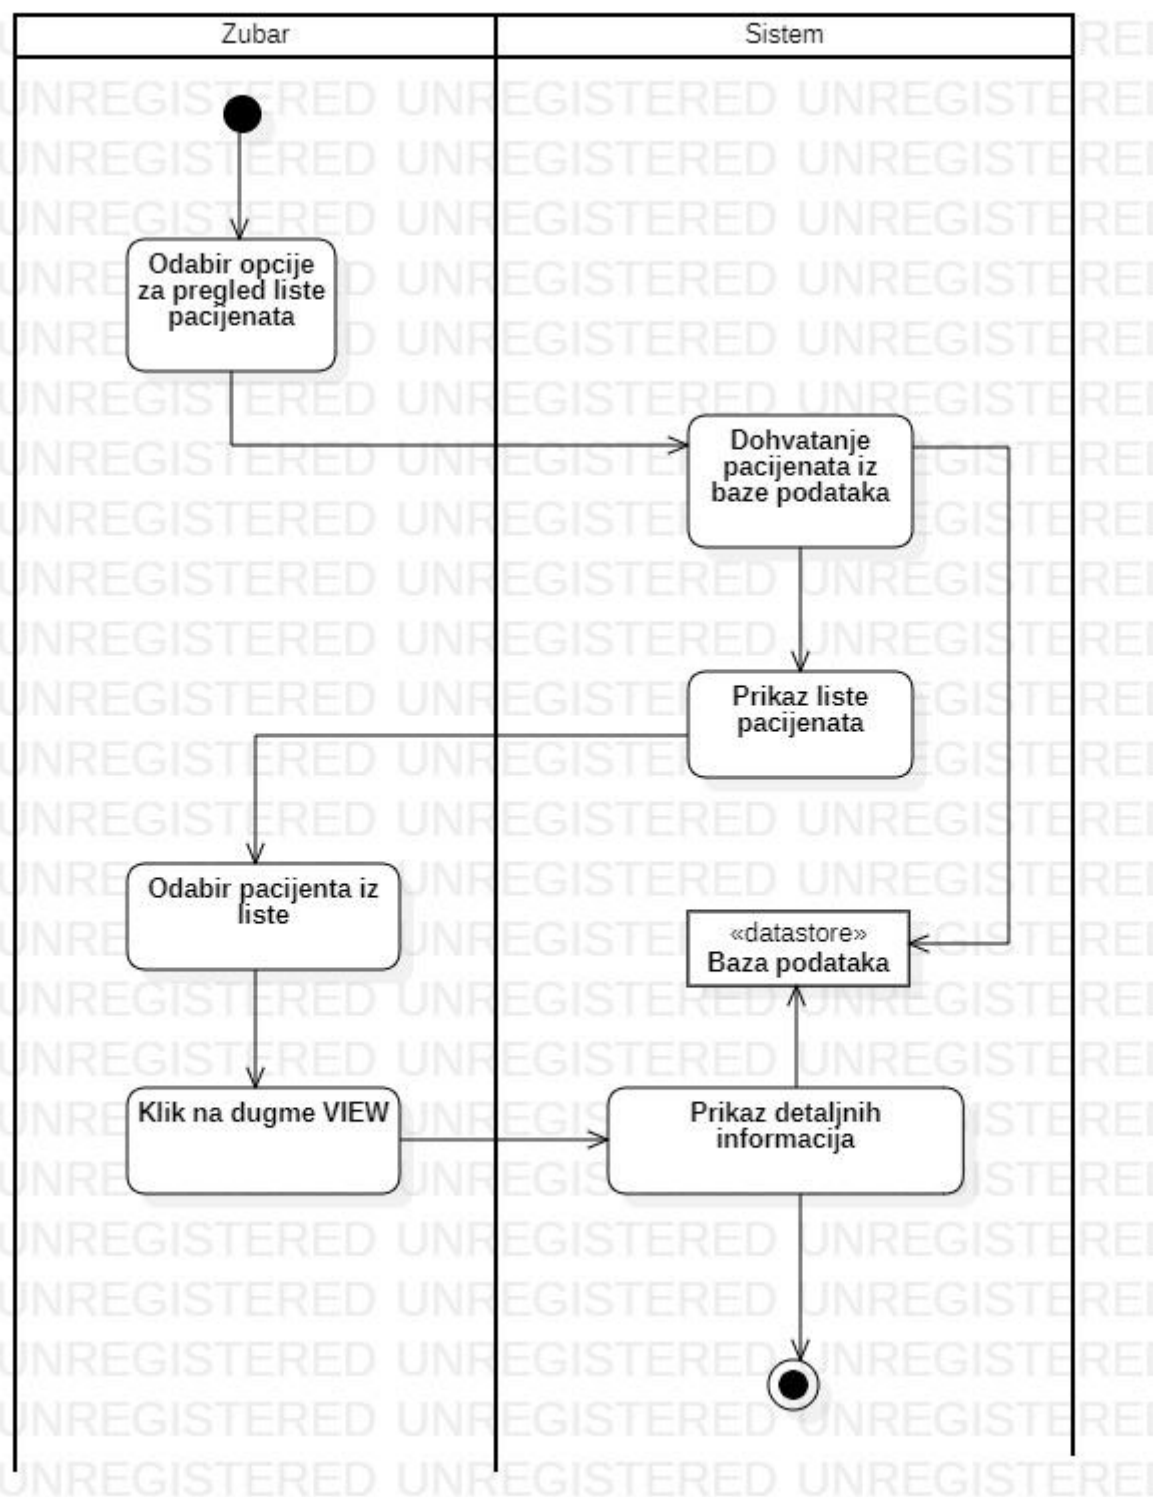 Zubar
Sistem
Odabir opcije
za pregled liste
pacijenata
Dohvatanje
pacijenata iz
baze podataka
Prikaz liste
pacijenata
Odabir pacijenta iz
liste
«datastore»
Baza podataka
Klik na dugme VIEW
Prikaz detaljnih
informacija
UNREGISTERED